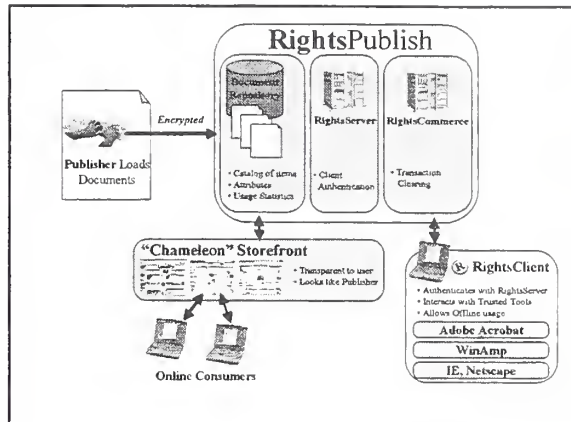 RightsPublish
Document
Repository
RightsServer
RightsCommerce
Encrypted
Publisher Loads
Documents
• Catalog of items
• Attributes
• Usage Statistics
• Client
Authentication
• Transaction
Clearing
"Chameleon" Storefront
• Transparent to user
• Looks like Publisher
Online Consumers
RightsClient
• Authenticates with RightsServer
• Interacts with Trusted Tools
• Allows Offline usage
Adobe Acrobat
WinAmp
IE, Netscape